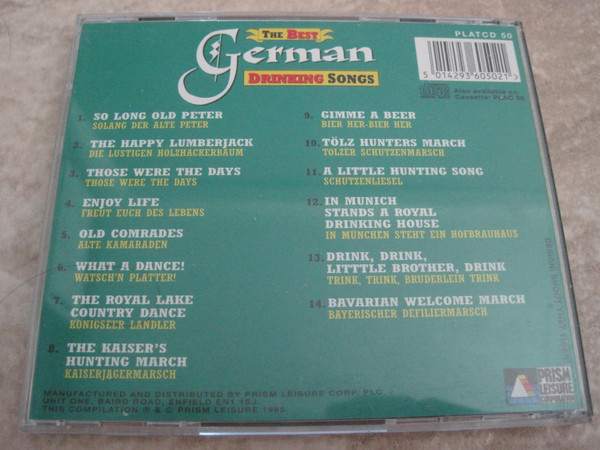 THE BEST
German
DRINKING SONGS
PLATCD 50
5 014293 605021 >
Also available on
Cassette: PLAC 50
1. SO LONG OLD PETER
SOLANG DER ALTE PETER
2. THE HAPPY LUMBERJACK
DIE LUSTIGEN HOLZHACKERBAUM
3. THOSE WERE THE DAYS
THOSE WERE THE DAYS
4. ENJOY LIFE
FREUT EUCH DES LEBENS
5. OLD COMRADES
ALTE KAMARADEN
6. WHAT A DANCE!
WATSCH'N PLATTER!
7. THE ROYAL LAKE
COUNTRY DANCE
KONIGSEER LANDLER
8. THE KAISER'S
HUNTING MARCH
KAISERJAGERMARSCH
9. GIMME A BEER
BIER HER-BIER HER
10. TÖLZ HUNTERS MARCH
TOLZER SCHUTZENMARSCH
11. A LITTLE HUNTING SONG
SCHUTZENLIESEL
12. IN MUNICH
STANDS A ROYAL
DRINKING HOUSE
IN MUNCHEN STEHT EIN HOFBRAUHAUS
13. DRINK, DRINK,
LITTTLE BROTHER, DRINK
TRINK, TRINK, BRUDERLEIN TRINK
14. BAVARIAN WELCOME MARCH
BAYERISCHER DEFILIERMARSCH
MANUFACTURED AND DISTRIBUTED BY PRISM LEISURE CORP. PLC.
UNIT ONE, BAIRD ROAD, ENFIELD EN1 1SJ.
THIS COMPILATION ℗ & © PRISM LEISURE 1995
PRISM
LEISURE
CORPORATION